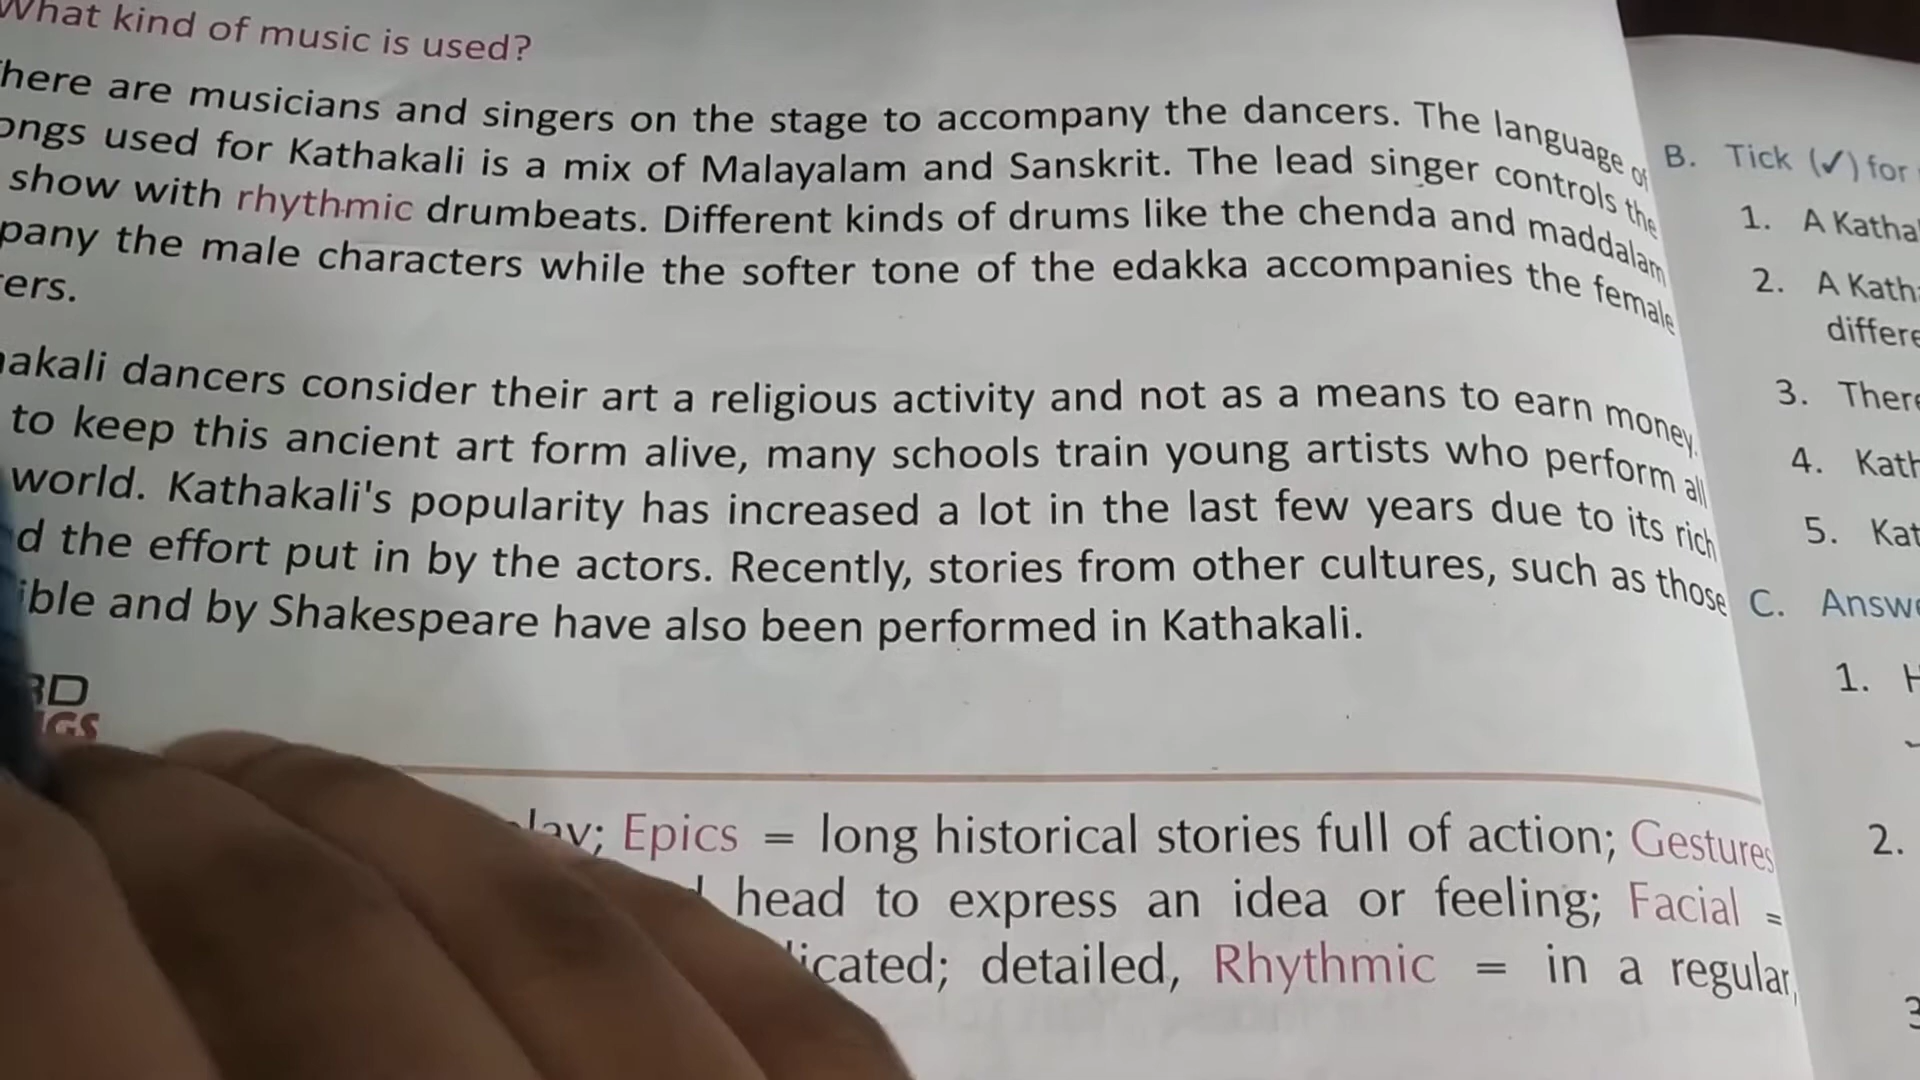 What kind of music is used?
here are musicians and singers on the stage to accompany the dancers. The language of
ongs used for Kathakali is a mix of Malayalam and Sanskrit. The lead singer controls the
show with rhythmic drumbeats. Different kinds of drums like the chenda and maddalam
pany the male characters while the softer tone of the edakka accompanies the female
ers.
akali dancers consider their art a religious activity and not as a means to earn money.
to keep this ancient art form alive, many schools train young artists who perform all
world. Kathakali's popularity has increased a lot in the last few years due to its rich
d the effort put in by the actors. Recently, stories from other cultures, such as those
ible and by Shakespeare have also been performed in Kathakali.
Epics = long historical stories full of action; Gestures
head to express an idea or feeling; Facial =
icated; detailed, Rhythmic = in a regular,
B. Tick (✓) for
1. A Katha
2. A Kath
differe
3. There
4. Kath
5. Kat
C. Answe
1. H
2.
3